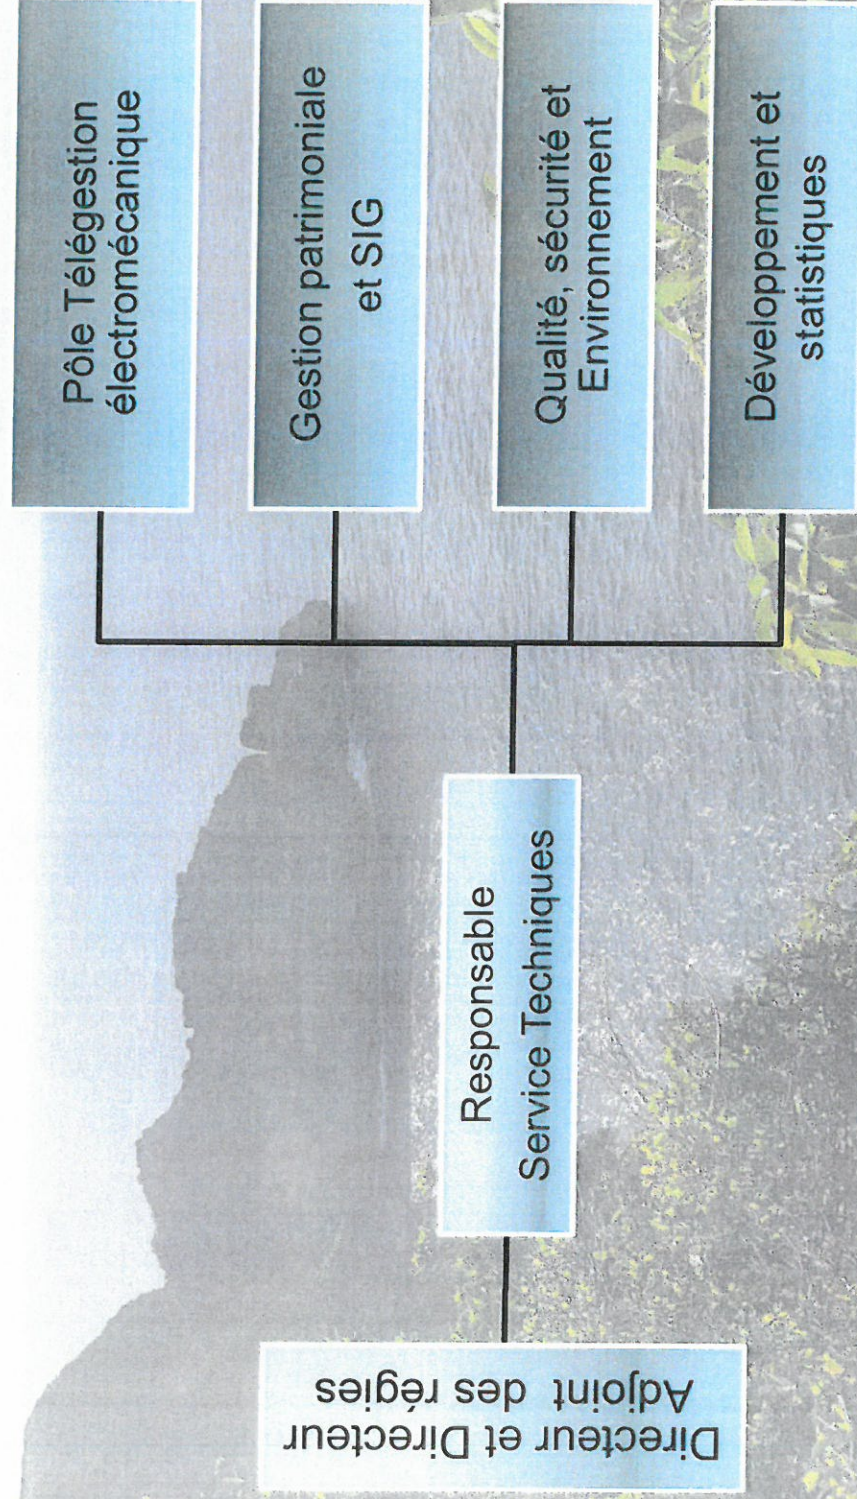 Directeur et Directeur
Adjoint des régies
Responsable
Service Techniques
Pôle Télégestion
électromécanique
Gestion patrimoniale
et SIG
Qualité, sécurité et
Environnement
Développement et
statistiques